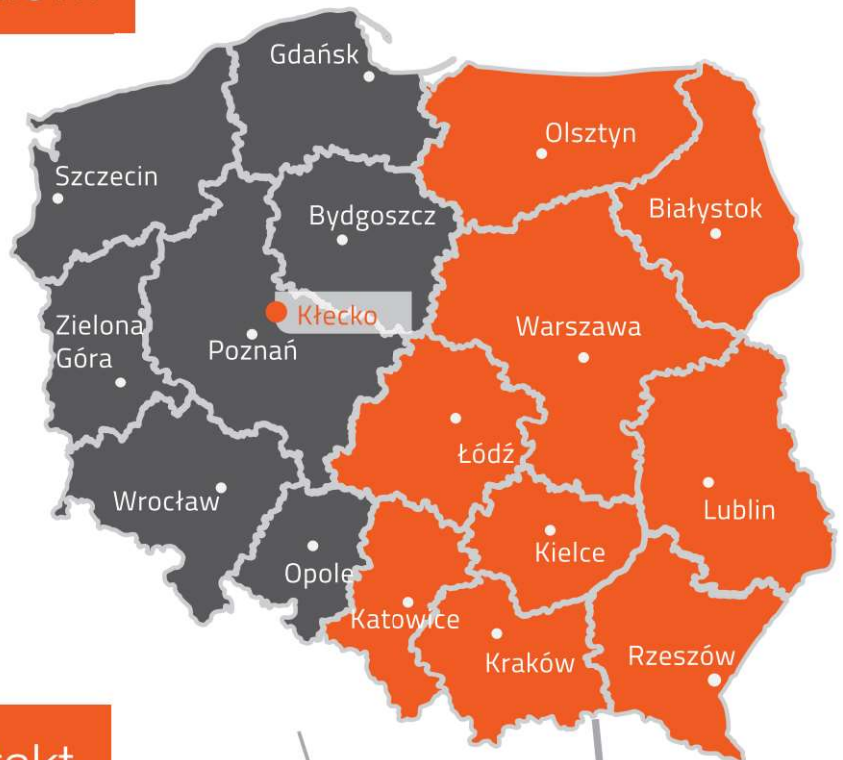 Gdańsk
Olsztyn
Szczecin
Białystok
Bydgoszcz
Kłecko
Zielona
Góra
Warszawa
Poznań
Łódź
Wrocław
Lublin
Kielce
Opole
Katowice
Kraków
Rzeszów